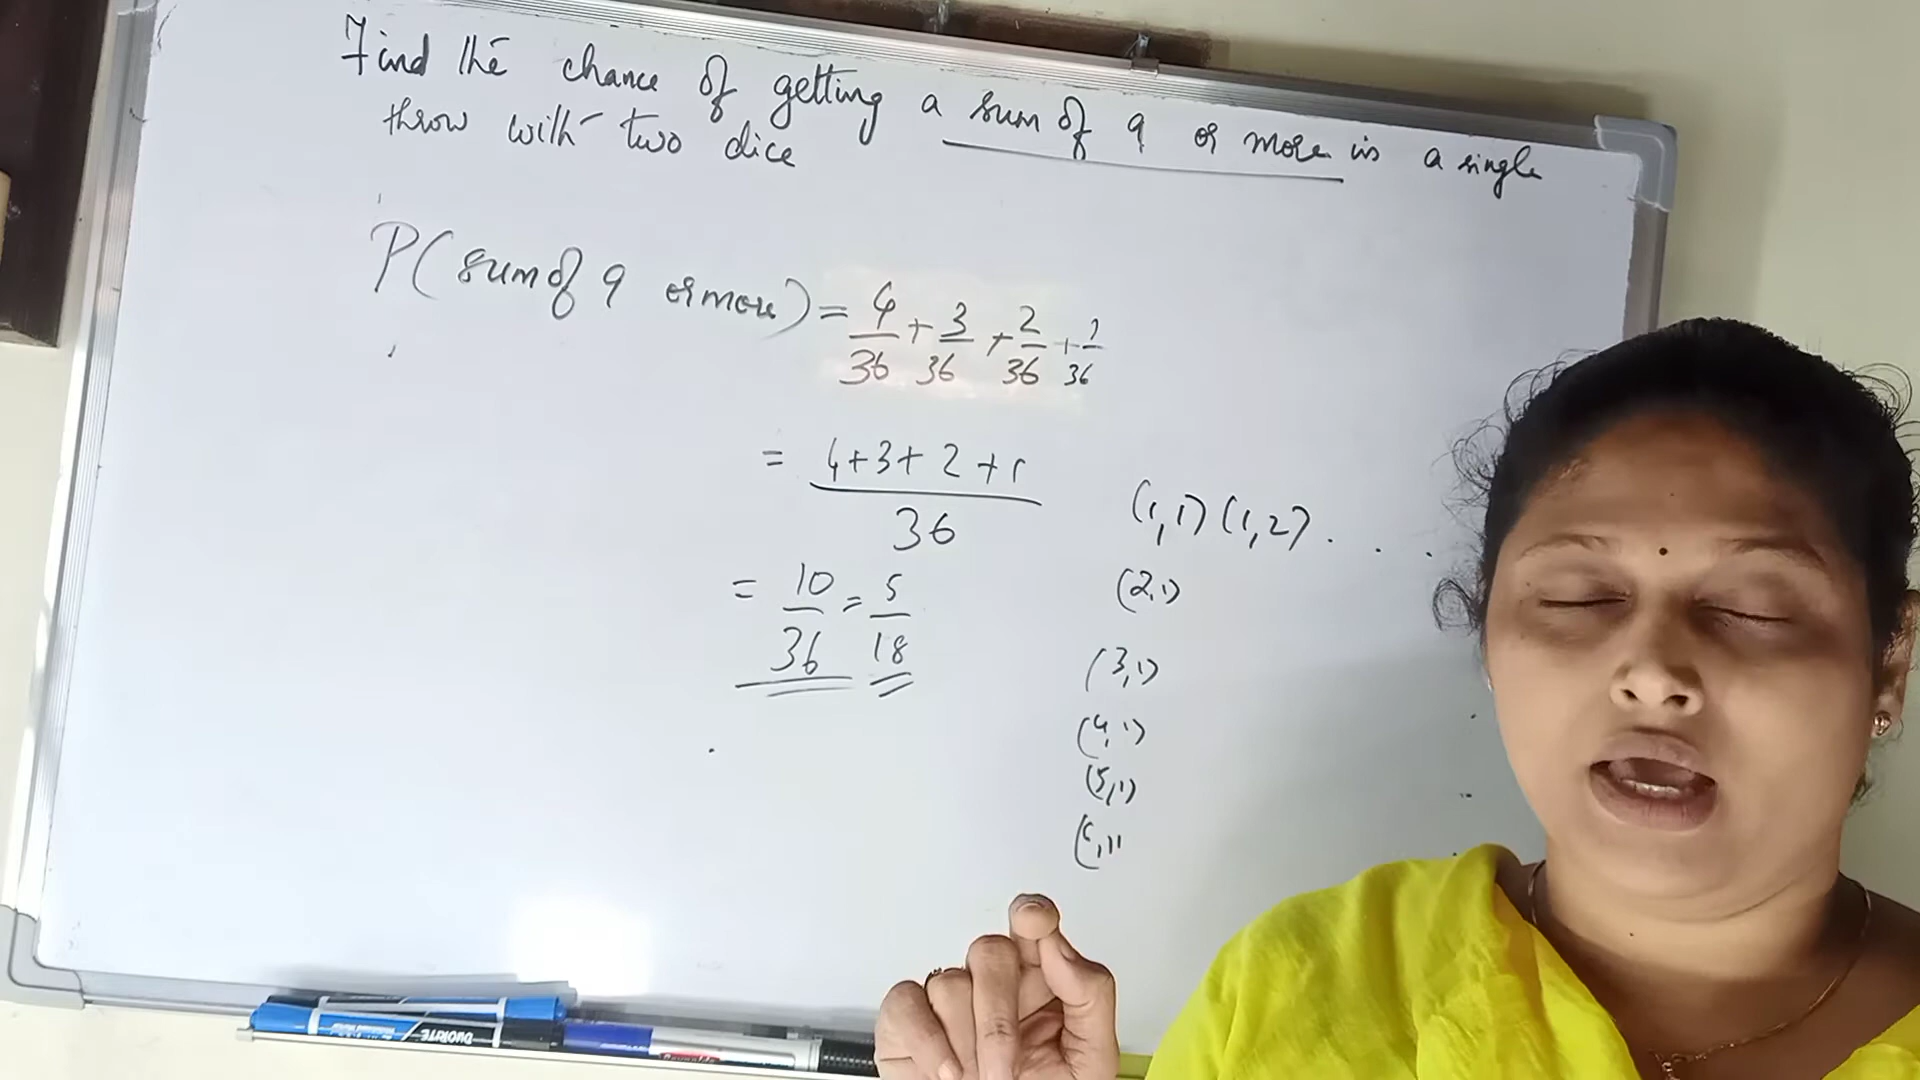 Find the chance of getting a sum of 9 or more in a single
throw with two dice
P(sum of 9 or more) = 4/36 + 3/36 + 2/36 + 1/36
= 4+3+2+1/36
= 10/36 = 5/18
(1,1) (1,2) . . . .
(2,1)
(3,1)
(4,1)
(5,1)
(6,1)
DUORITE
Reynolds